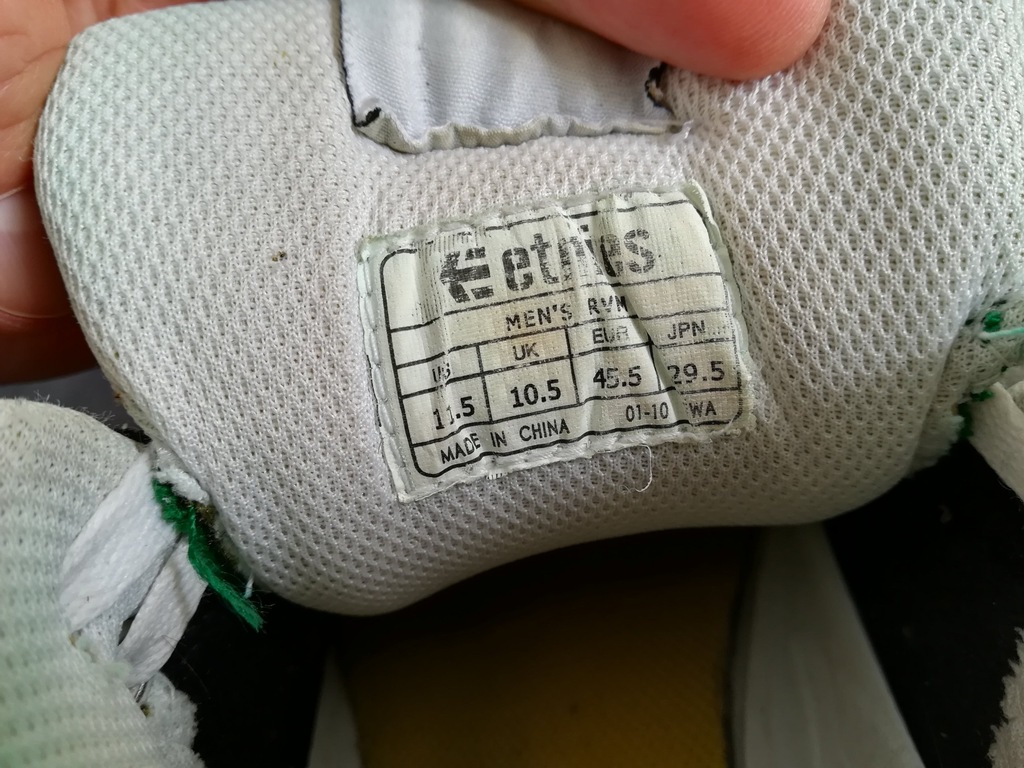 etnies
MEN'S RVN
US UK EUR JPN
11.5 10.5 45.5 29.5
MADE IN CHINA 01-10 WA